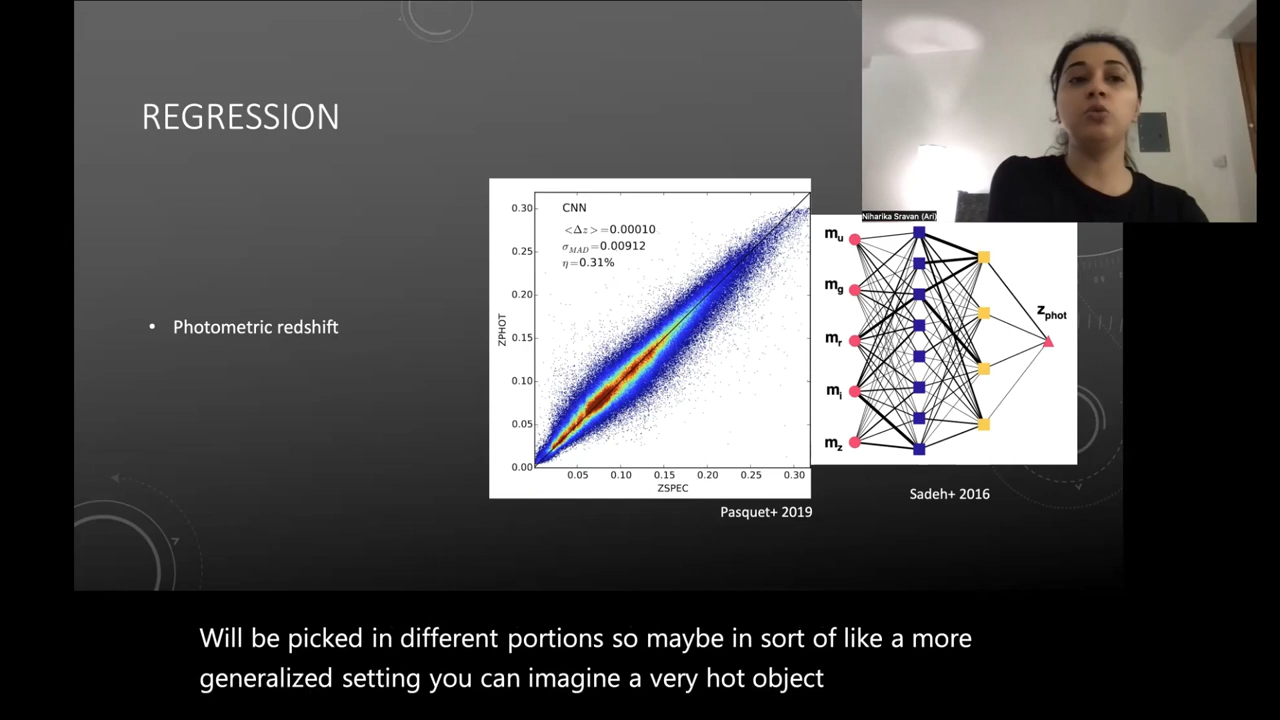 REGRESSION
• Photometric redshift
CNN
<Δz>=0.00010
σMAD=0.00912
η=0.31%
0.30
0.25
0.20
0.15
0.10
0.05
0.00
ZPHOT
0.05 0.10 0.15 0.20 0.25 0.30
ZSPEC
Pasquet+ 2019
Niharika Sravan (Ari)
mu
mg
mr
mi
mz
zphot
Sadeh+ 2016
Will be picked in different portions so maybe in sort of like a more
generalized setting you can imagine a very hot object